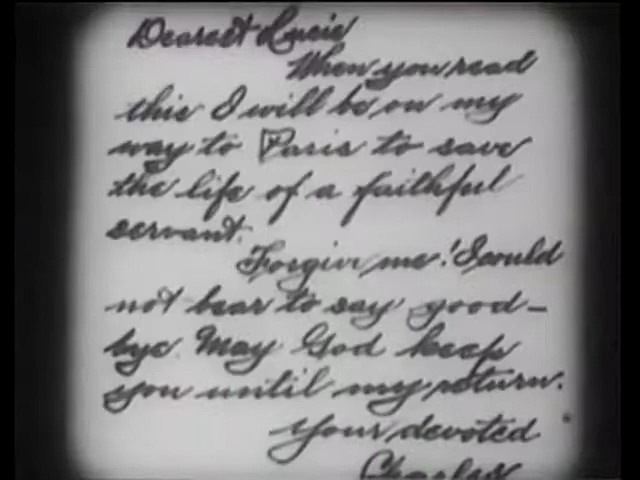 Dearest Lucie
When you read
this I will be on my
way to Paris to save
the life of a faithful
servant.
Forgive me! I could
not bear to say good-
bye. May God keep
you until my return.
Your devoted
Charles